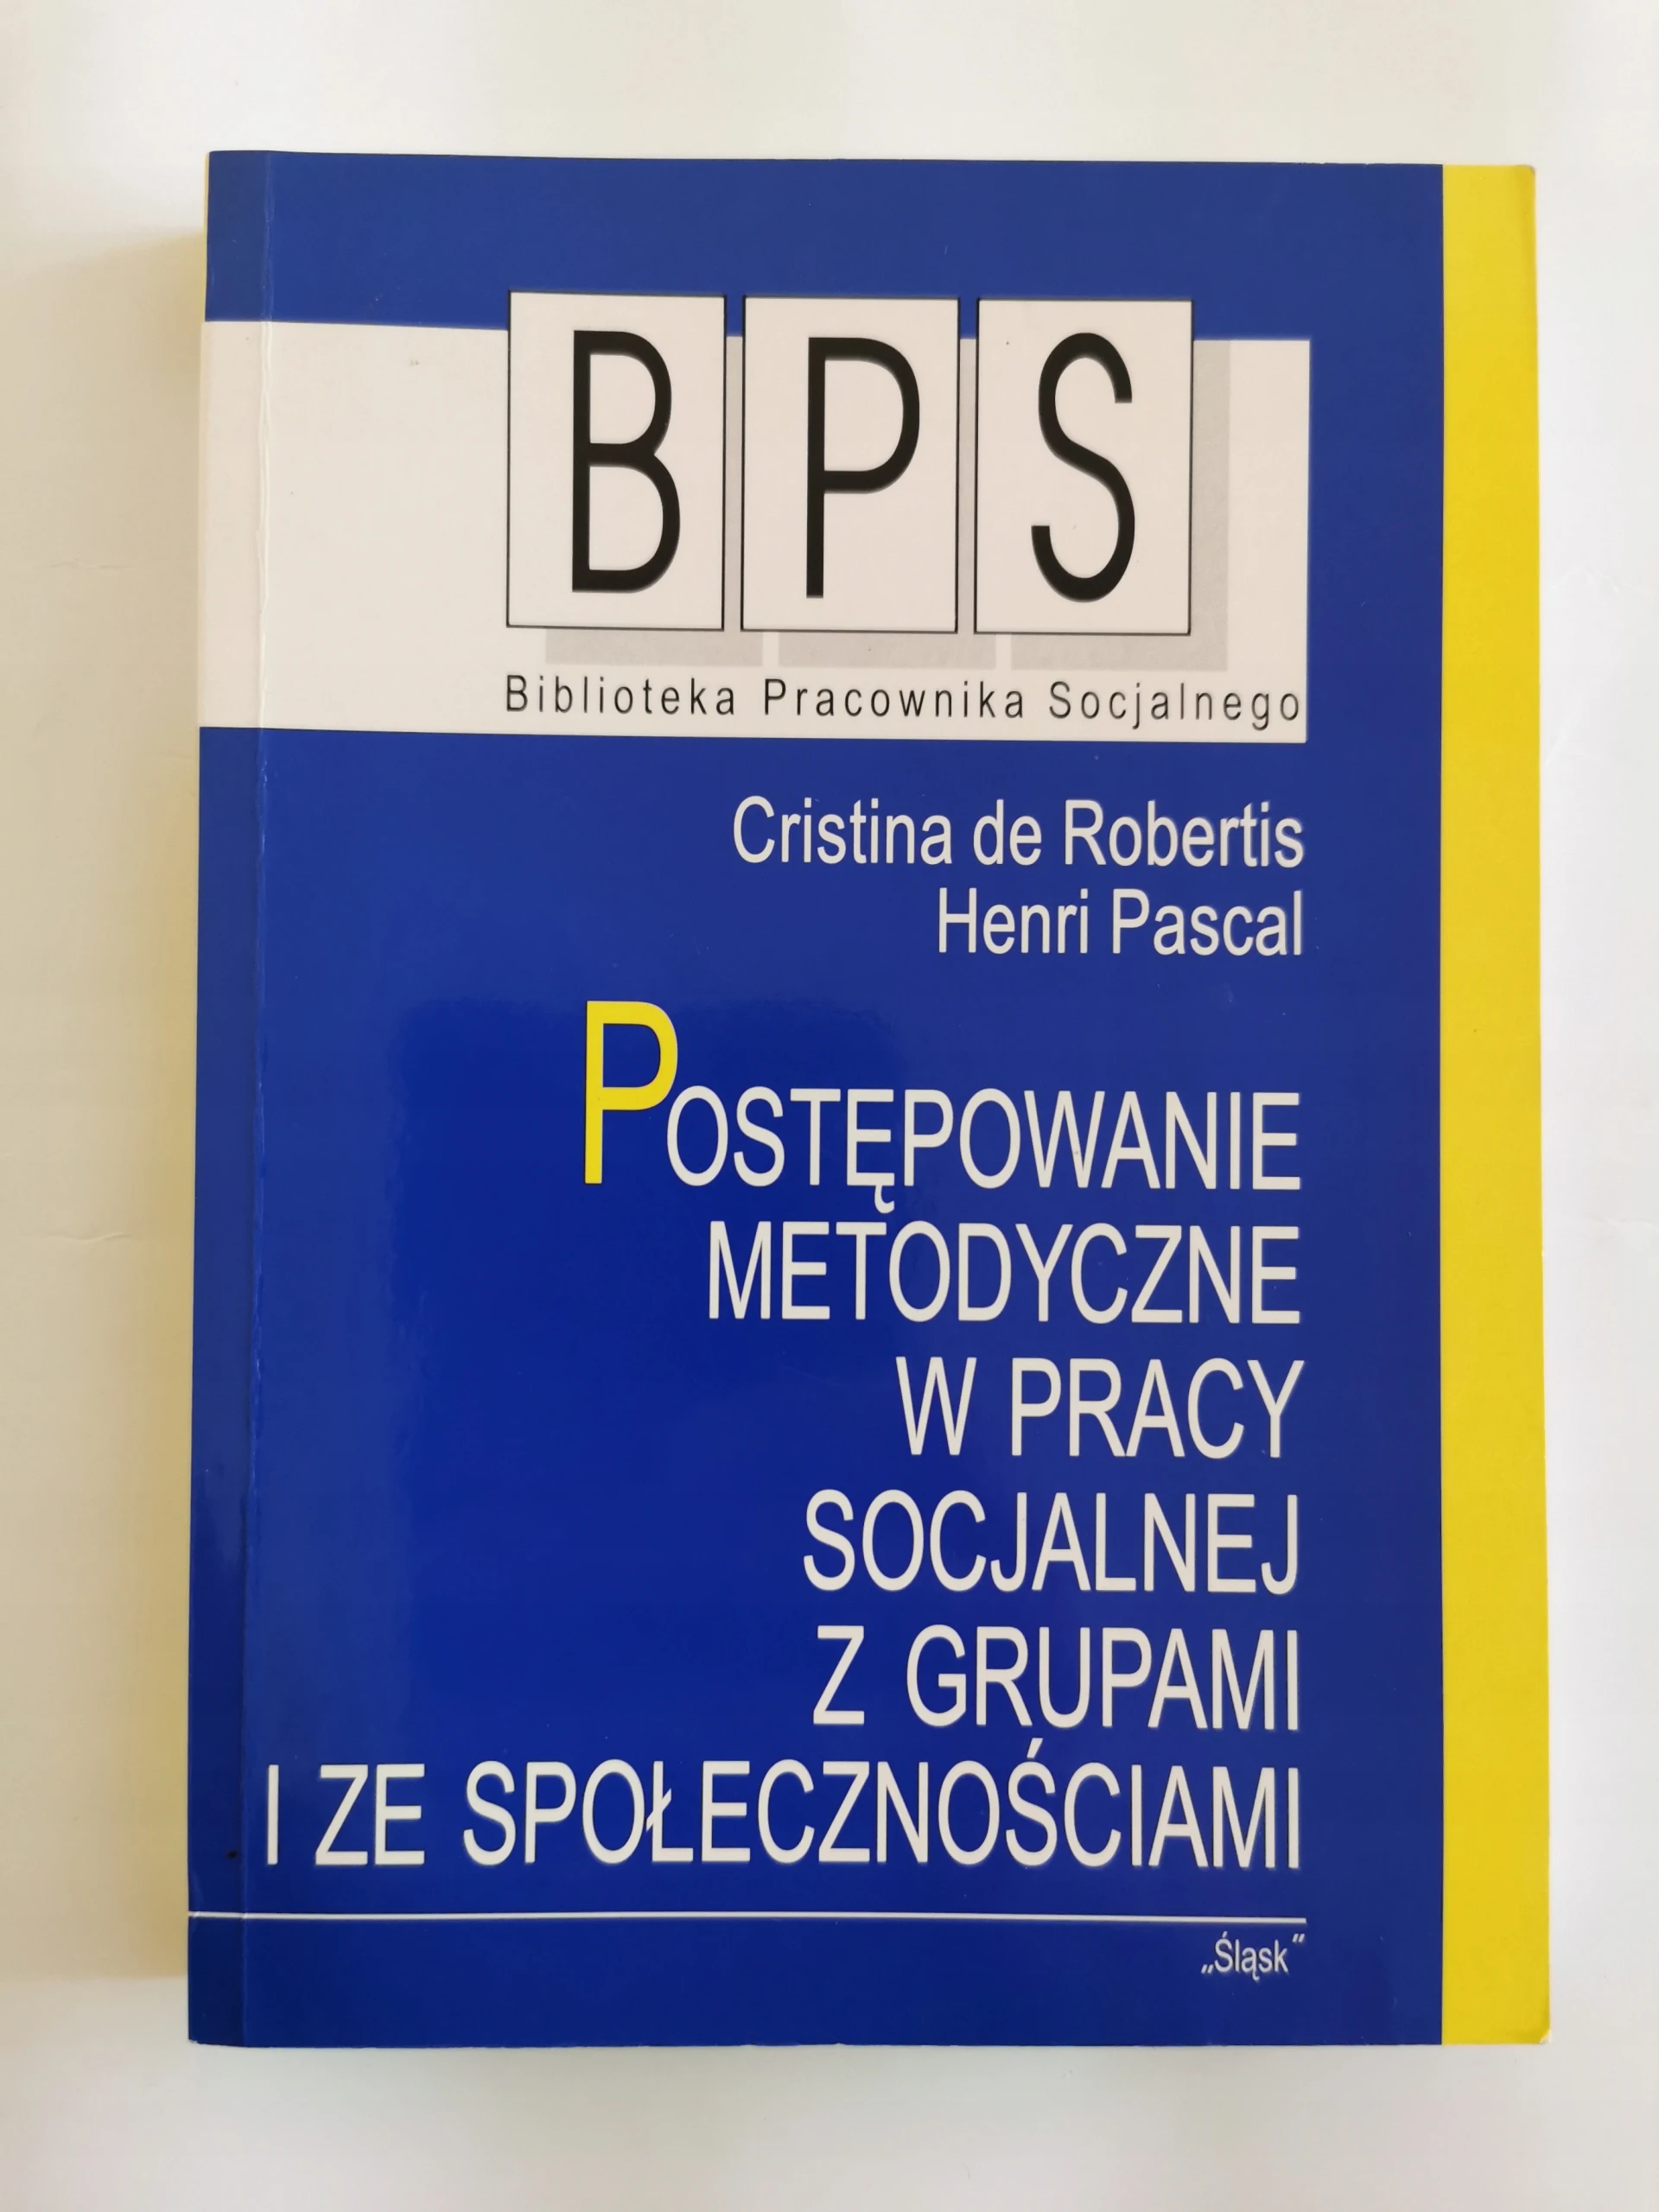 BPS
Biblioteka Pracownika Socjalnego
Cristina de Robertis
Henri Pascal
POSTĘPOWANIE
METODYCZNE
W PRACY
SOCJALNEJ
Z GRUPAMI
I ZE SPOŁECZNOŚCIAMI
„Śląsk“